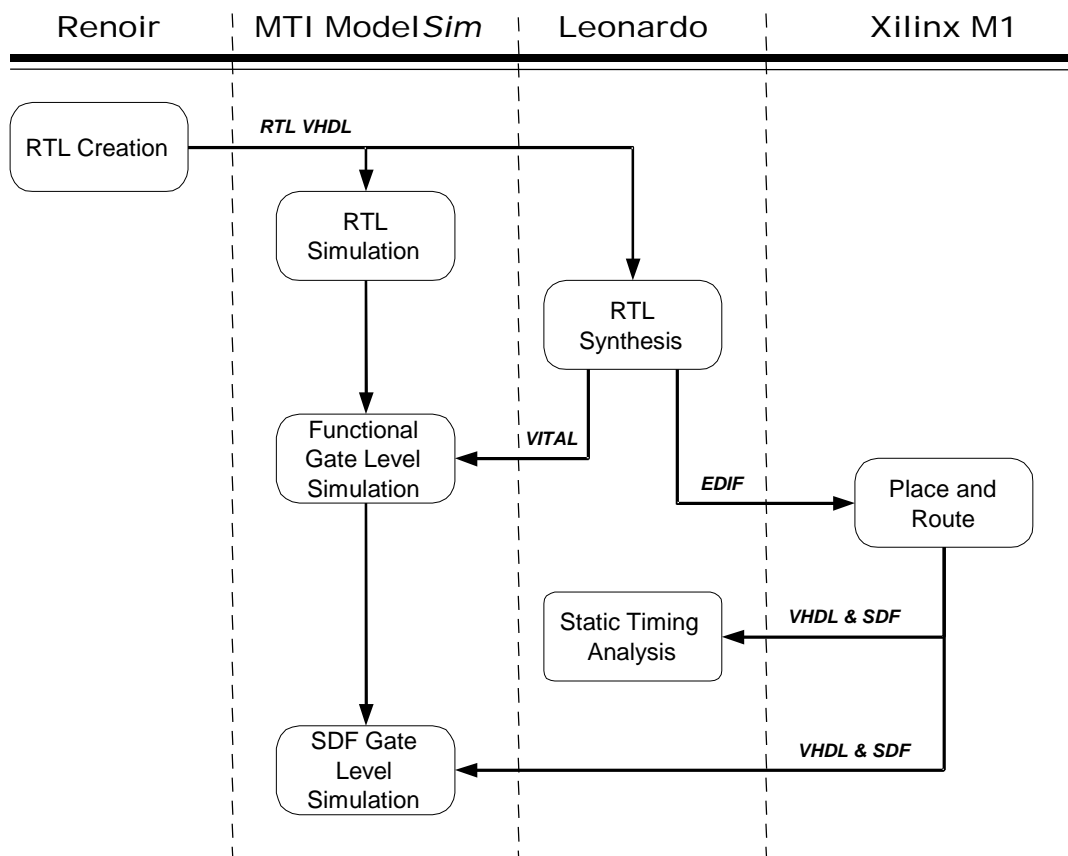 Renoir
MTI ModelSim
Leonardo
Xilinx M1
RTL VHDL
RTL Creation
RTL
Simulation
RTL
Synthesis
Functional
Gate Level
Simulation
VITAL
EDIF
Place and
Route
Static Timing
Analysis
VHDL & SDF
SDF Gate
Level
Simulation
VHDL & SDF